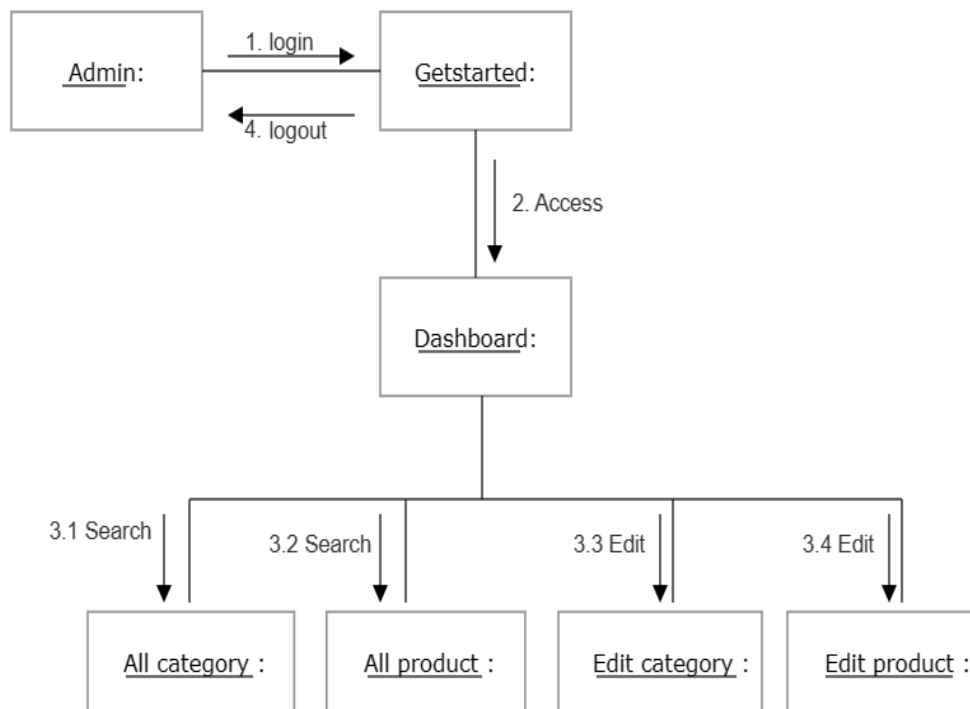 1. login
Admin:
Getstarted:
4. logout
2. Access
Dashboard:
3.1 Search
3.2 Search
3.3 Edit
3.4 Edit
All category :
All product :
Edit category :
Edit product :